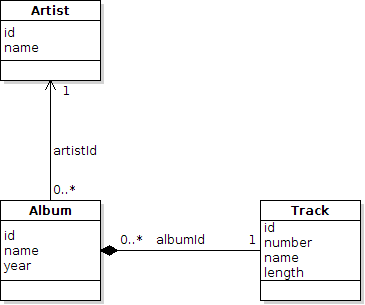 Artist
id
name
1
artistId
0..*
Album
id
name
year
0..* albumId 1
Track
id
number
name
length